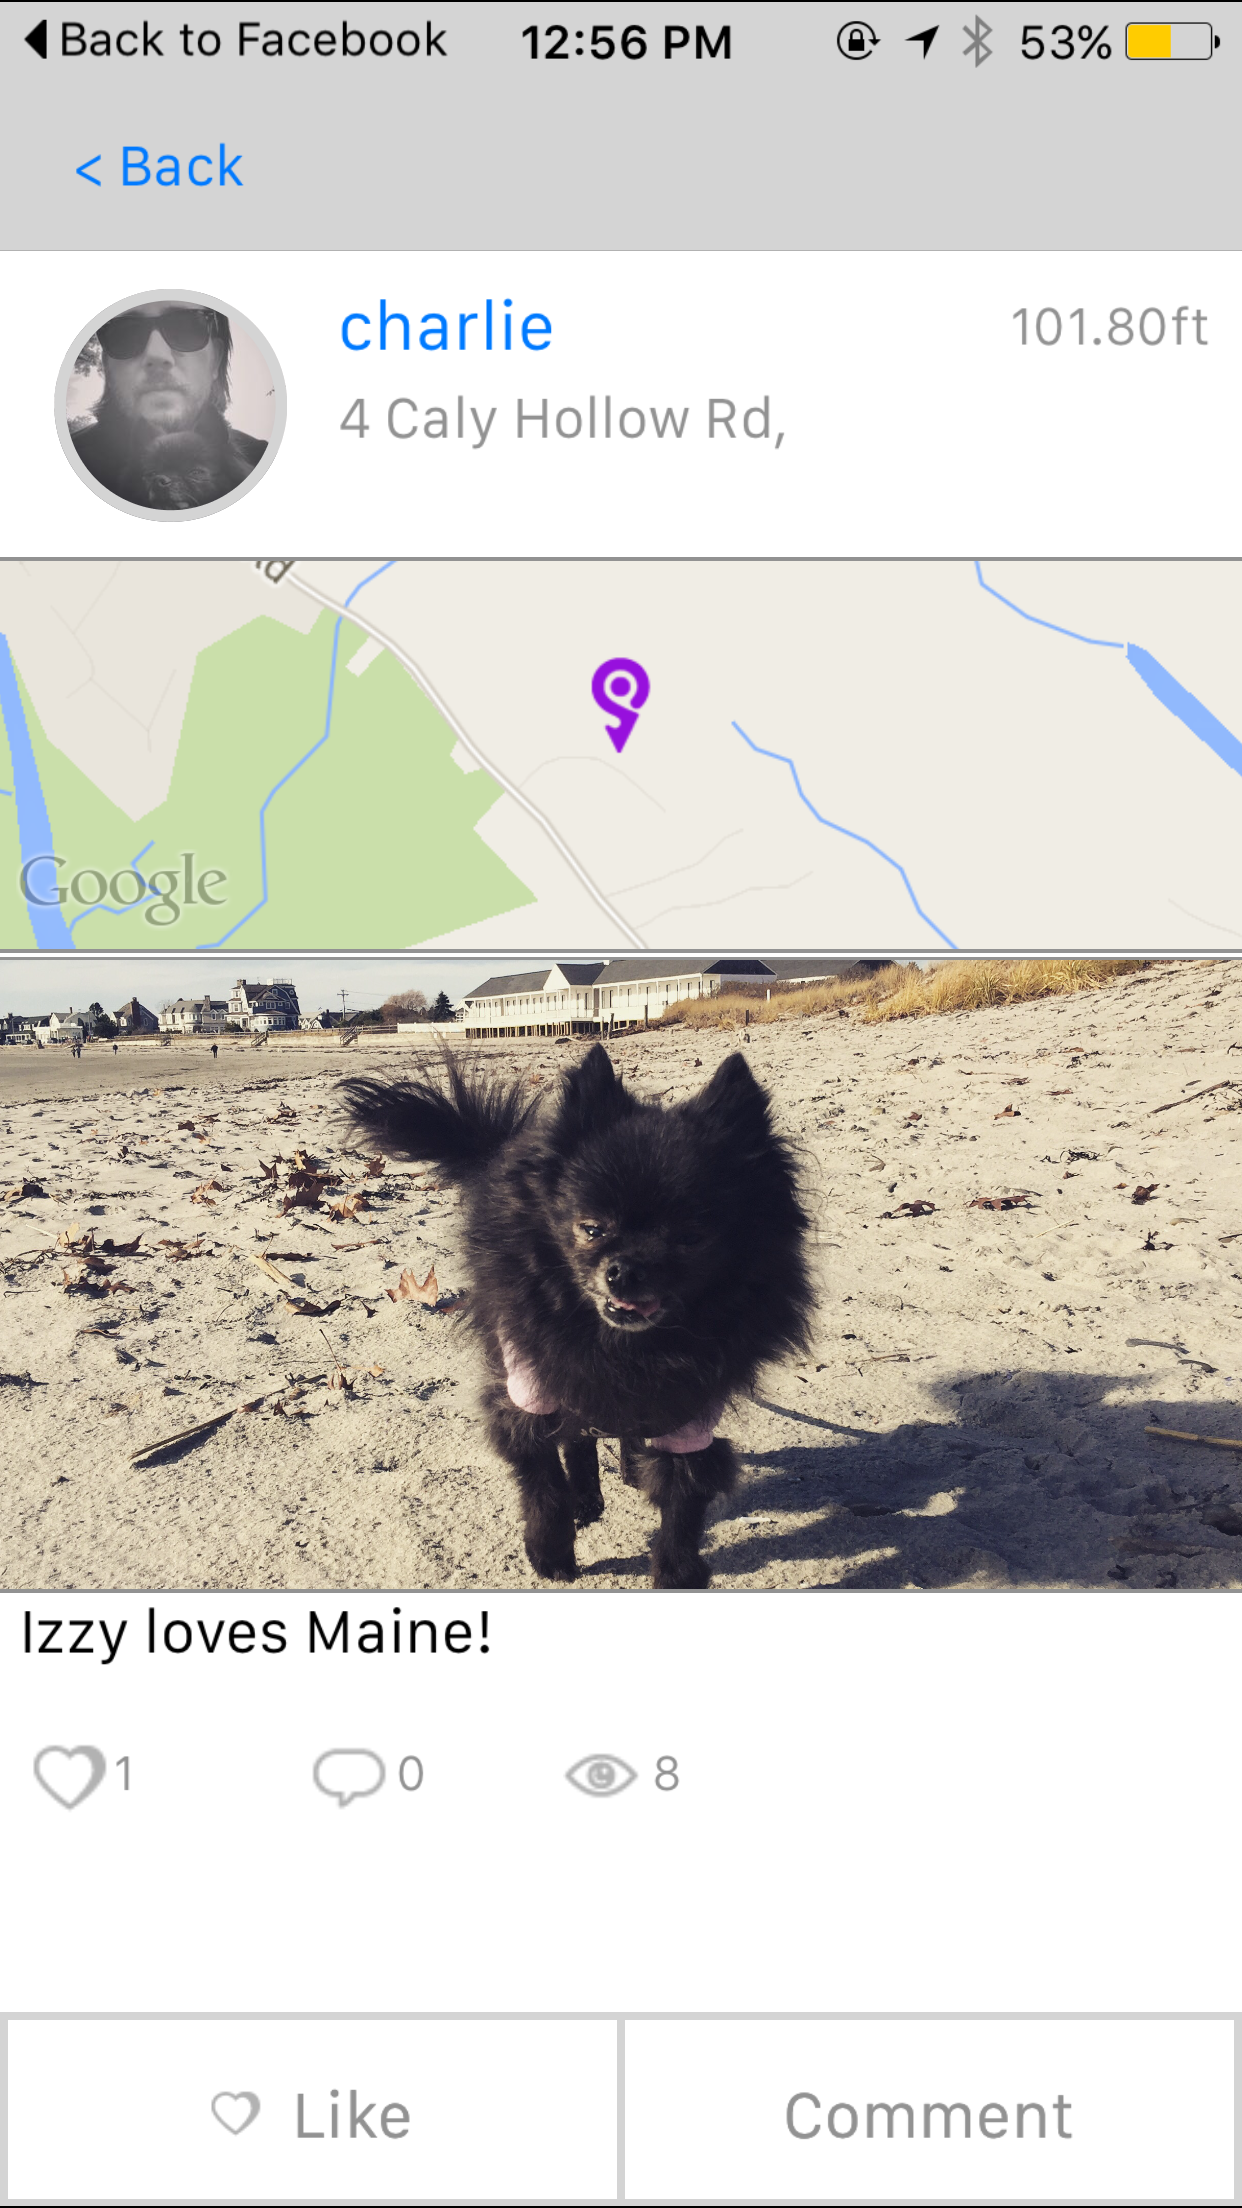 Back to Facebook 12:56 PM 53%
< Back
charlie 101.80ft
4 Caly Hollow Rd,
Google
Izzy loves Maine!
1 0 8
Like Comment